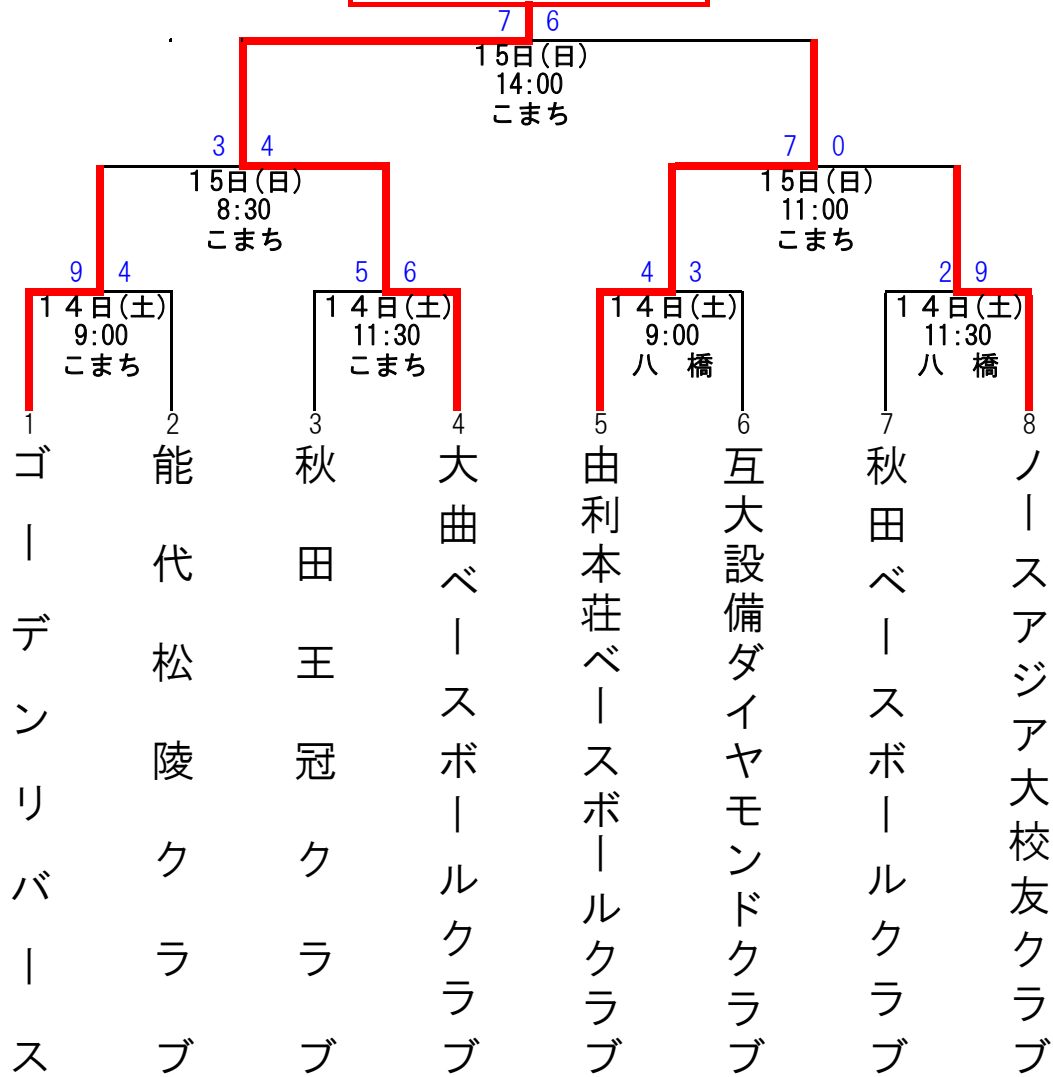 7 6
15日(日)
14:00
こまち
3 4
15日(日)
8:30
こまち
7 0
15日(日)
11:00
こまち
9 4
14日(土)
9:00
こまち
5 6
14日(土)
11:30
こまち
4 3
14日(土)
9:00
八 橋
2 9
14日(土)
11:30
八 橋
1
ゴーデンリバース
2
能代松陵クラブ
3
秋田王冠クラブ
4
大曲ベースボールクラブ
5
由利本荘ベースボールクラブ
6
互大設備ダイヤモンドクラブ
7
秋田ベースボールクラブ
8
ノースアジア大校友クラブ